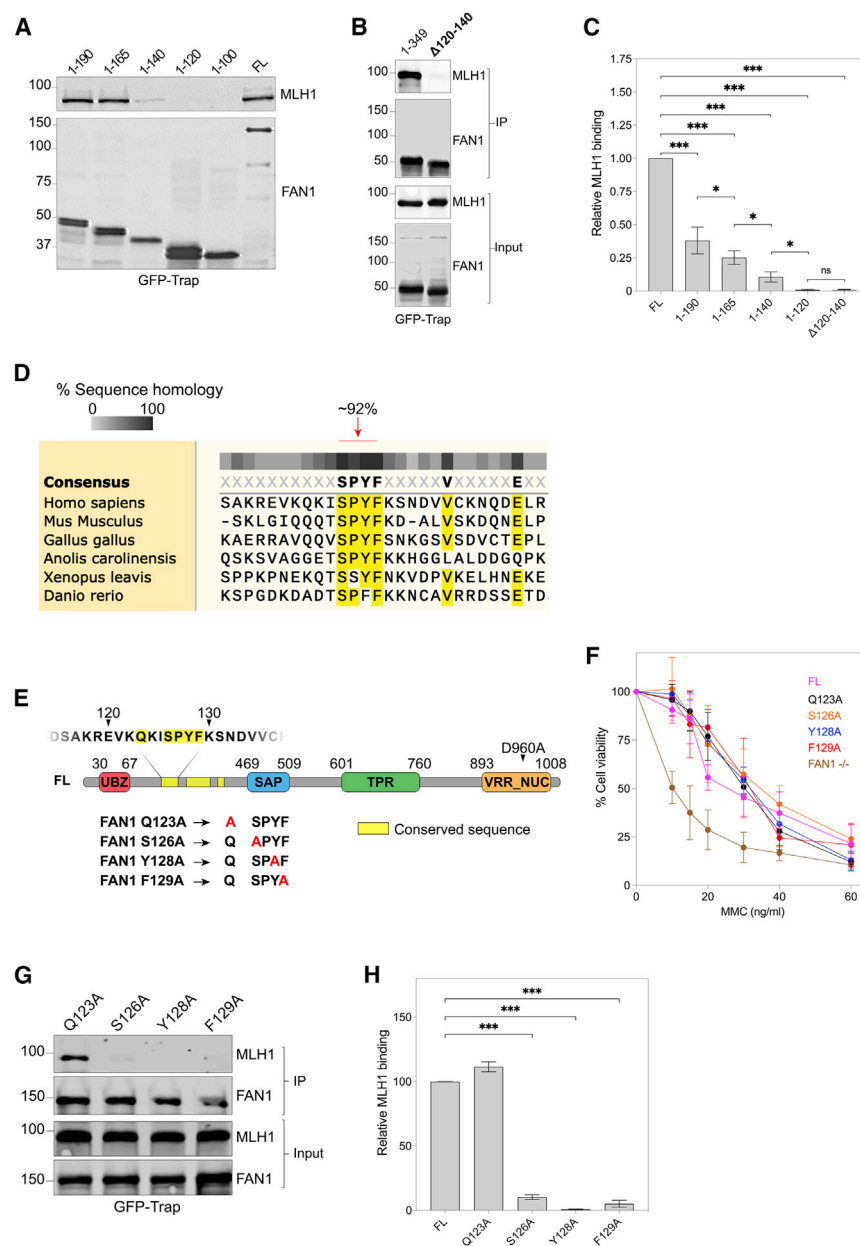 A
1-190 1-165 1-140 1-120 1-100 FL
100
MLH1
150
100
75
50
37
FAN1
GFP-Trap
B
1-349 Δ120-140
100
MLH1
150
100
50
FAN1
IP
100
MLH1
150
100
50
FAN1
Input
GFP-Trap
C
Relative MLH1 binding
1.75
1.50
1.25
1.00
0.75
0.50
0.25
0
***
***
***
***
***
*
*
*
ns
FL 1-190 1-165 1-140 1-120 Δ120-140
D
% Sequence homology
0 100
~92%
Consensus XXXXXXXXXXSPYFXXXXXVXXXXXEXX
Homo sapiens SAKREVKQKISPYFKSNDVVCKNQDELR
Mus Musculus -SKLGIQQQTSPYFKD-ALVSKDQNELP
Gallus gallus KAERRAVQQVSPYFSNKGSVSDVCTEPL
Anolis carolinensis QSKSVAGGETSPYFKKHGGLALDDGQPK
Xenopus leavis SPPKPNEKQTSSYFNKVDPVKELHNEKE
Danio rerio KSPGDKDADTSPFFKKNCAVRRDSSETD
E
120 130
DSAKREVKQKISPYFKSNDVVCK
D960A
30 67 469 509 601 760 893 1008
FL UBZ SAP TPR VRR_NUC
FAN1 Q123A → A SPYF
FAN1 S126A → Q APYF
FAN1 Y128A → Q SPAF
FAN1 F129A → Q SPYA
Conserved sequence
F
% Cell viability
100
75
50
25
0
0 20 40 60
MMC (ng/ml)
FL
Q123A
S126A
Y128A
F129A
FAN1 -/-
G
Q123A S126A Y128A F129A
100
MLH1
150
FAN1
IP
100
MLH1
150
FAN1
Input
GFP-Trap
H
Relative MLH1 binding
150
100
50
0
***
***
***
FL Q123A S126A Y128A F129A